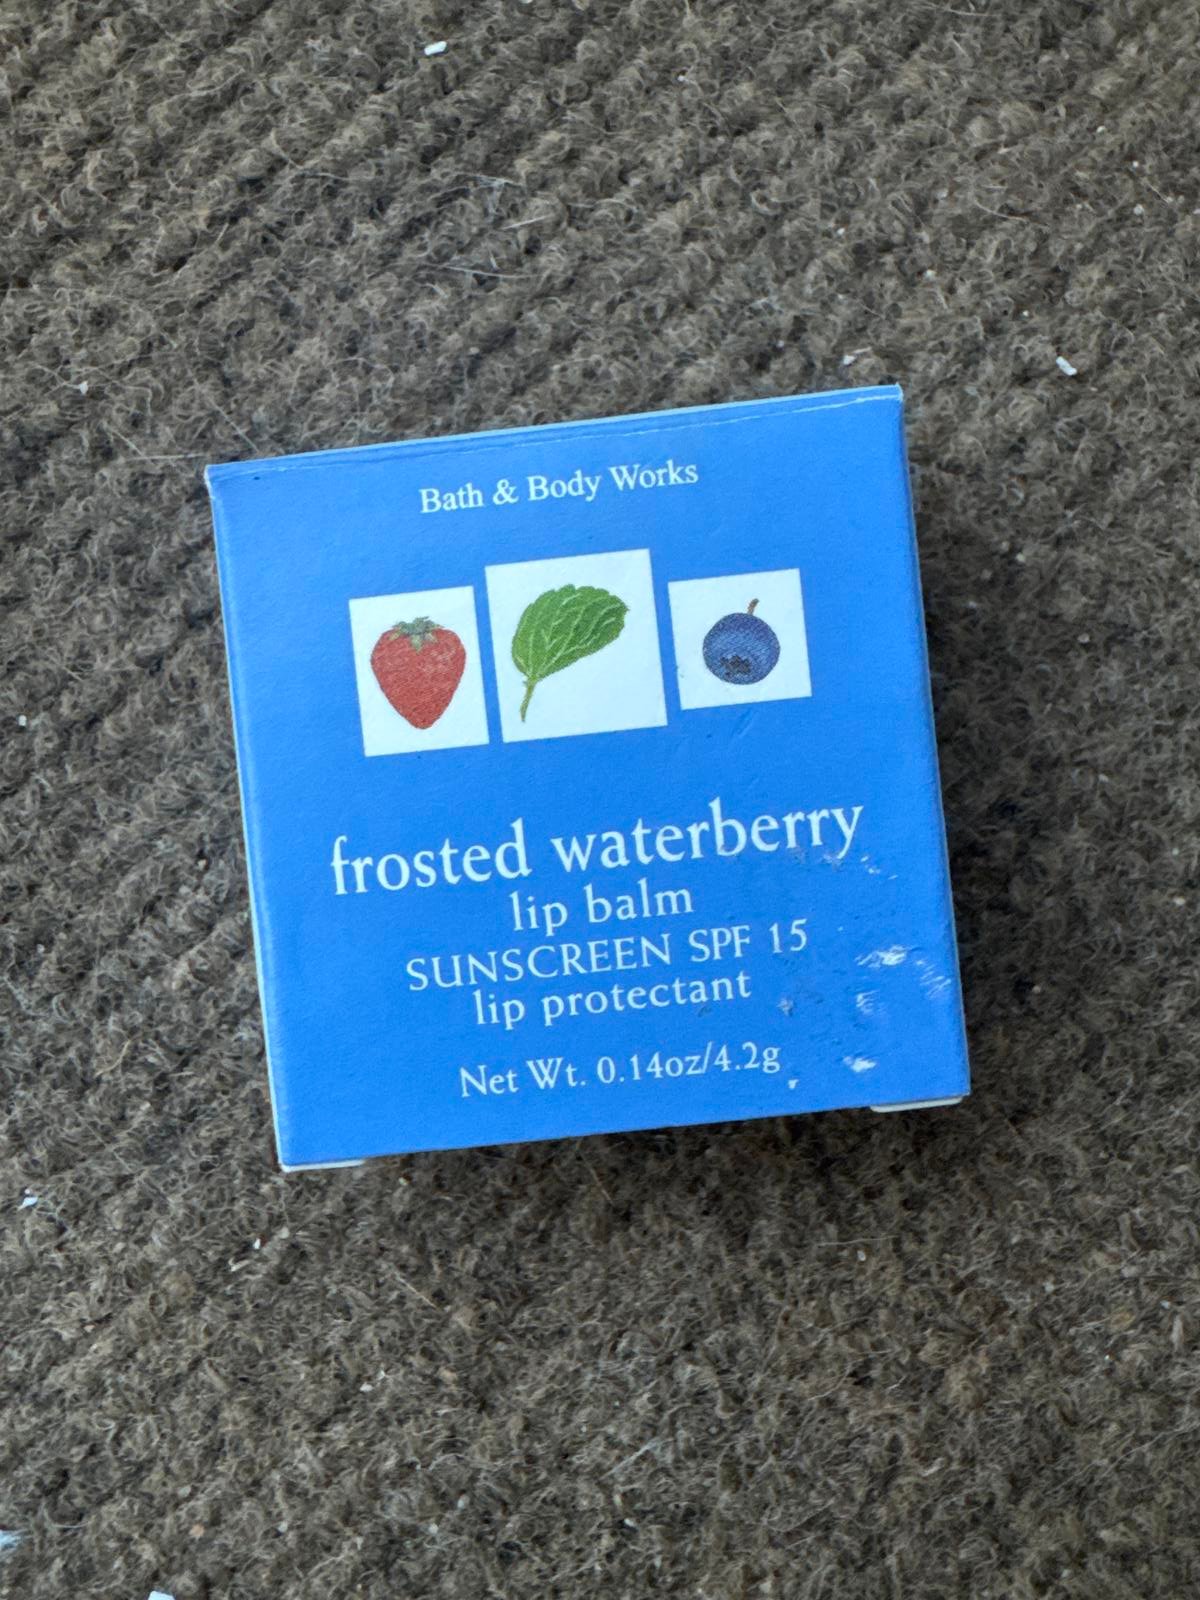 Bath & Body Works
frosted waterberry
lip balm
SUNSCREEN SPF 15
lip protectant
Net Wt. 0.14oz/4.2g